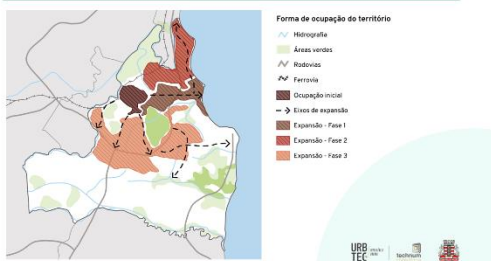 Forma de ocupação do território
Hidrografia
Áreas verdes
Rodovias
Ferrovia
Ocupação inicial
Eixos de expansão
Expansão - Fase 1
Expansão - Fase 2
Expansão - Fase 3
URB
TEC
technum